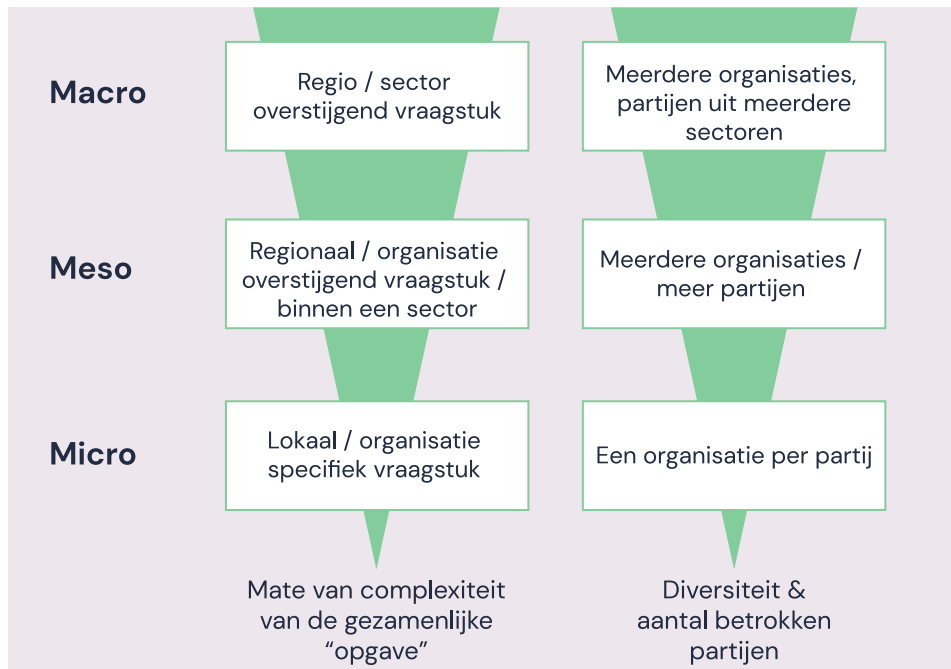 Macro
Regio / sector
overstijgend vraagstuk
Meerdere organisaties,
partijen uit meerdere
sectoren
Meso
Regionaal / organisatie
overstijgend vraagstuk /
binnen een sector
Meerdere organisaties /
meer partijen
Micro
Lokaal / organisatie
specifiek vraagstuk
Een organisatie per partij
Mate van complexiteit
van de gezamenlijke
“opgave”
Diversiteit &
aantal betrokken
partijen